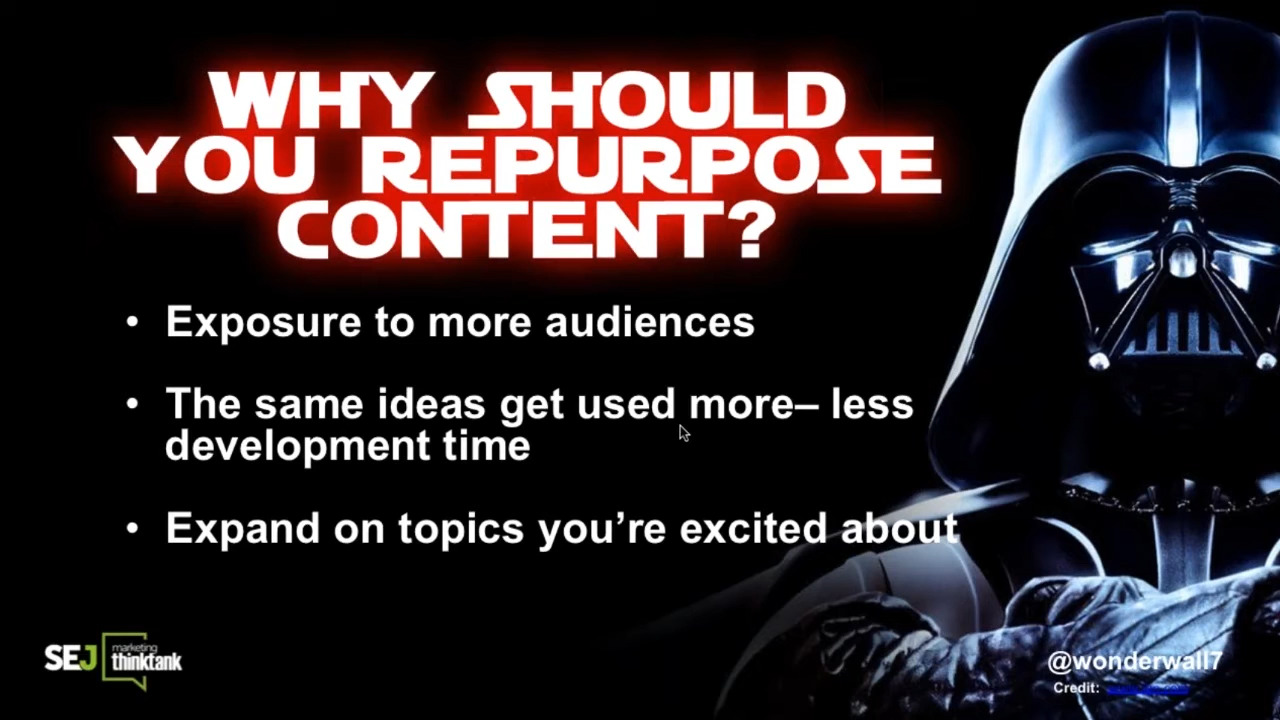 WHY SHOULD
YOU REPURPOSE
CONTENT?
• Exposure to more audiences
• The same ideas get used more– less
development time
• Expand on topics you’re excited about
SEJ marketing
thinktank
@wonderwall7
Credit: